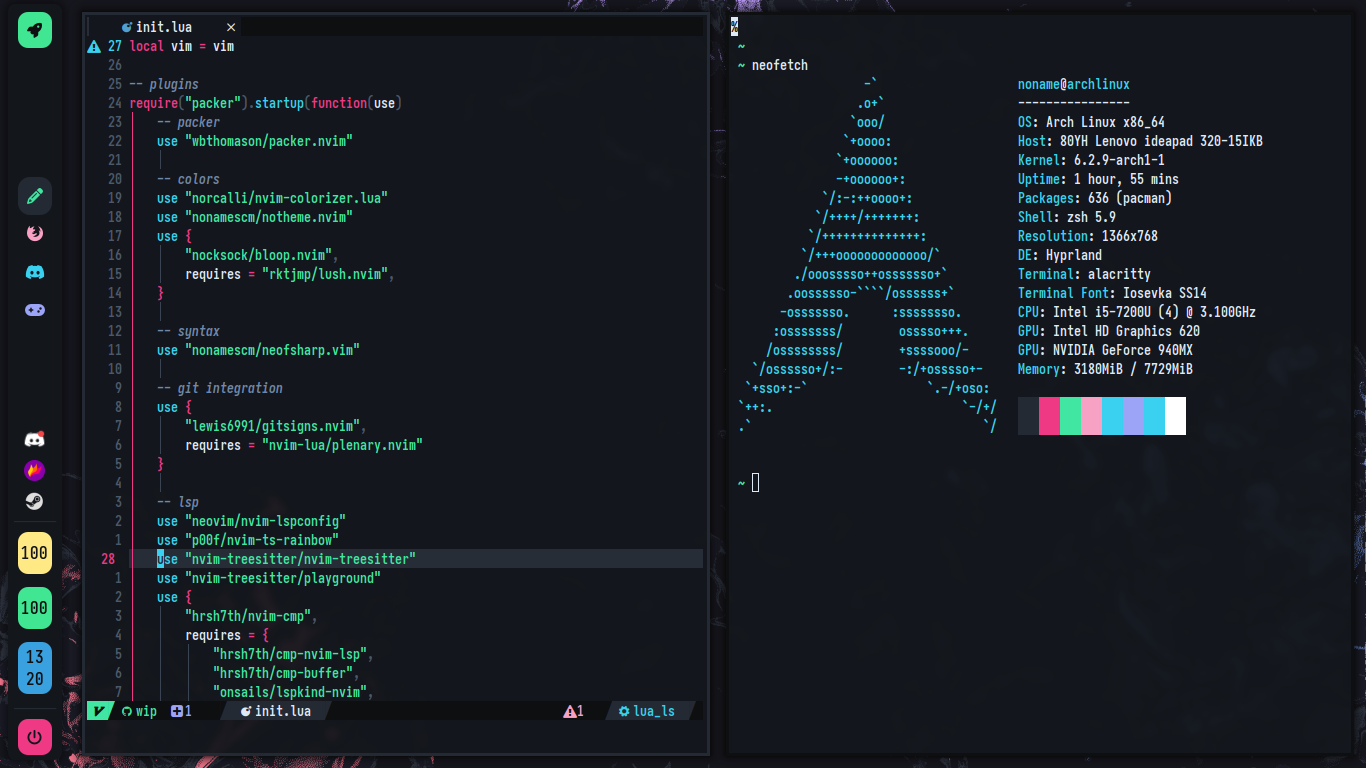 init.lua ×
27 local vim = vim
26
25 -- plugins
24 require("packer").startup(function(use)
23 -- packer
22 use "wbthomason/packer.nvim"
21
20 -- colors
19 use "norcalli/nvim-colorizer.lua"
18 use "nonamescm/notheme.nvim"
17 use {
16 "nocksock/bloop.nvim",
15 requires = "rktjmp/lush.nvim",
14 }
13
12 -- syntax
11 use "nonamescm/neofsharp.vim"
10
9 -- git integration
8 use {
7 "lewis6991/gitsigns.nvim",
6 requires = "nvim-lua/plenary.nvim"
5 }
4
3 -- lsp
2 use "neovim/nvim-lspconfig"
1 use "p00f/nvim-ts-rainbow"
28 use "nvim-treesitter/nvim-treesitter"
1 use "nvim-treesitter/playground"
2 use {
3 "hrsh7th/nvim-cmp",
4 requires = {
5 "hrsh7th/cmp-nvim-lsp",
6 "hrsh7th/cmp-buffer",
7 "onsails/lspkind-nvim",
wip 1 init.lua 1 lua_ls
100
100
13
20
%
~
~ neofetch
-`
.o+`
`ooo/
`+oooo:
`+oooooo:
-+oooooo+:
`/:-:++oooo+:
`/++++/+++++++:
`/++++++++++++++:
`/+++ooooooooooooo/`
./ooosssso++osssssso+`
.oossssso-````/ossssss+`
-osssssso. :ssssssso.
:osssssss/ osssso+++.
/ossssssss/ +ssssooo/-
`/ossssso+/:- -:/+osssso+-
`+sso+:-` `.-/+oso:
`++:. `-/+/
.` `/
noname@archlinux
----------------
OS: Arch Linux x86_64
Host: 80YH Lenovo ideapad 320-15IKB
Kernel: 6.2.9-arch1-1
Uptime: 1 hour, 55 mins
Packages: 636 (pacman)
Shell: zsh 5.9
Resolution: 1366x768
DE: Hyprland
Terminal: alacritty
Terminal Font: Iosevka SS14
CPU: Intel i5-7200U (4) @ 3.100GHz
GPU: Intel HD Graphics 620
GPU: NVIDIA GeForce 940MX
Memory: 3180MiB / 7729MiB
~